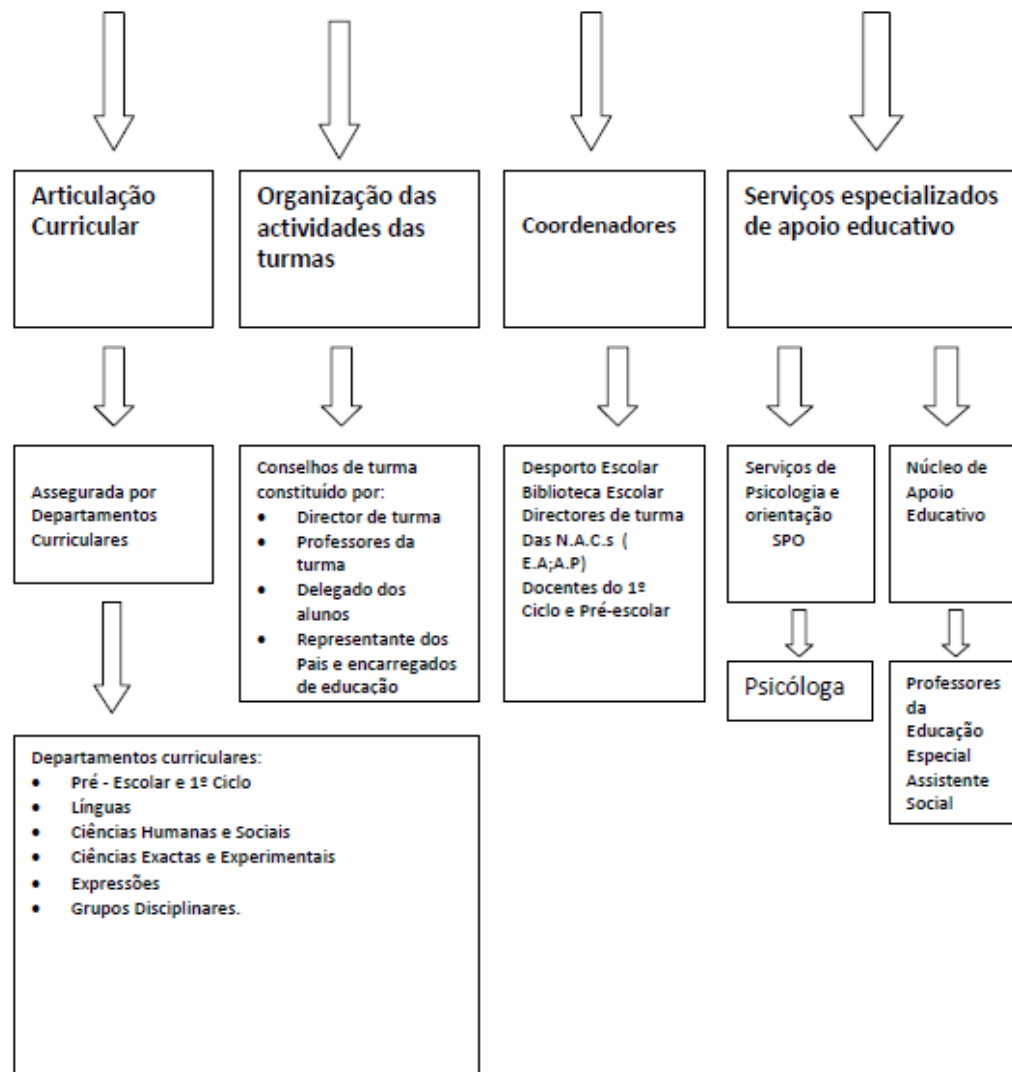 Articulação
Curricular
Organização das
actividades das
turmas
Coordenadores
Serviços especializados
de apoio educativo
Assegurada por
Departamentos
Curriculares
Conselhos de turma
constituído por:
• Director de turma
• Professores da
turma
• Delegado dos
alunos
• Representante dos
Pais e encarregados
de educação
Desporto Escolar
Biblioteca Escolar
Directores de turma
Das N.A.C.s (
E.A;A.P)
Docentes do 1º
Ciclo e Pré-escolar
Serviços de
Psicologia e
orientação
SPO
Núcleo de
Apoio
Educativo
Psicóloga
Professores
da
Educação
Especial
Assistente
Social
Departamentos curriculares:
• Pré - Escolar e 1º Ciclo
• Línguas
• Ciências Humanas e Sociais
• Ciências Exactas e Experimentais
• Expressões
• Grupos Disciplinares.